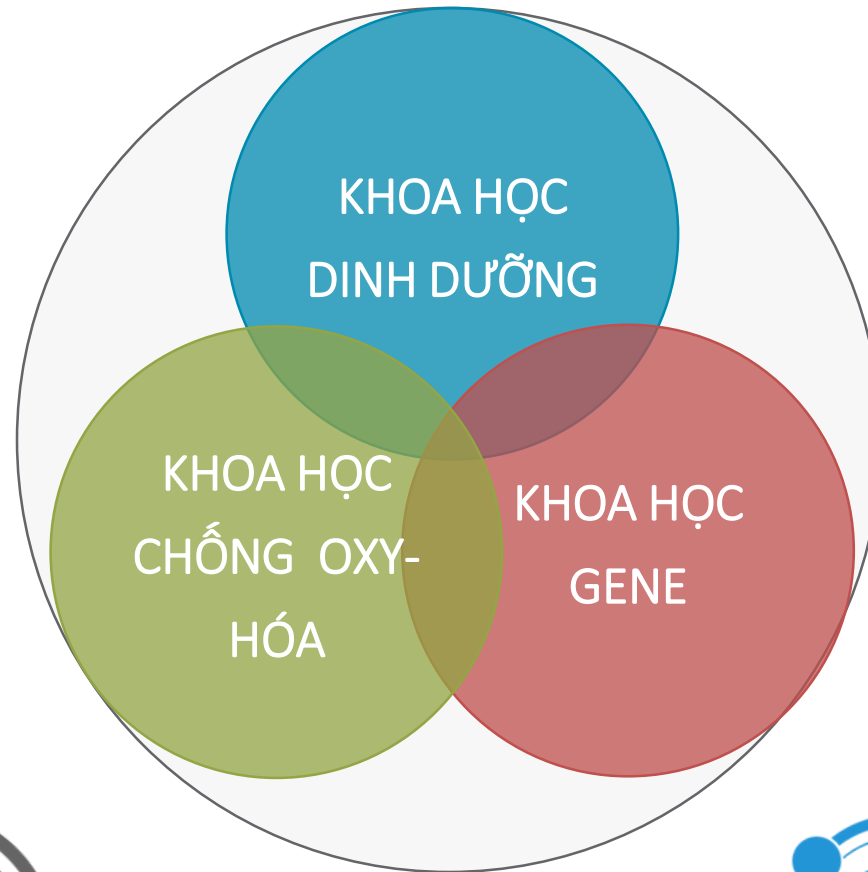 KHOA HỌC
DINH DƯỠNG
KHOA HỌC
CHỐNG OXY-
HÓA
KHOA HỌC
GENE